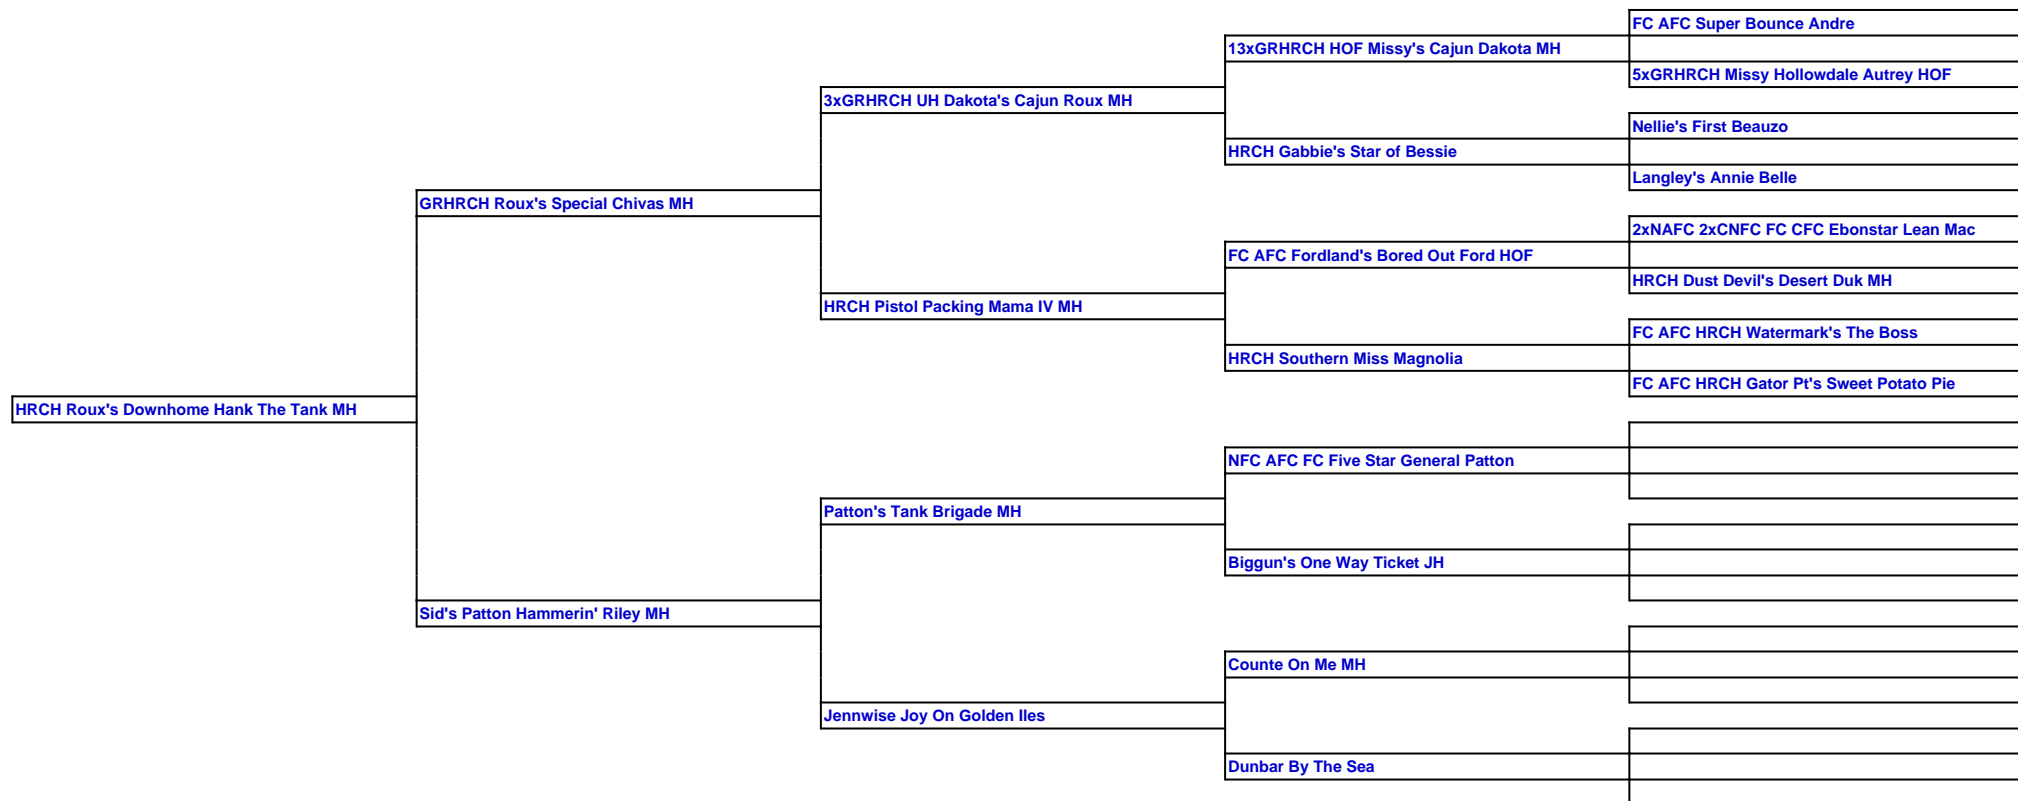 FC AFC Super Bounce Andre
13xGRHRCH HOF Missy's Cajun Dakota MH
5xGRHRCH Missy Hollowdale Autrey HOF
3xGRHRCH UH Dakota's Cajun Roux MH
Nellie's First Beauzo
HRCH Gabbie's Star of Bessie
Langley's Annie Belle
GRHRCH Roux's Special Chivas MH
2xNAFC 2xCNFC FC CFC Ebonstar Lean Mac
FC AFC Fordland's Bored Out Ford HOF
HRCH Dust Devil's Desert Duk MH
HRCH Pistol Packing Mama IV MH
FC AFC HRCH Watermark's The Boss
HRCH Southern Miss Magnolia
FC AFC HRCH Gator Pt's Sweet Potato Pie
HRCH Roux's Downhome Hank The Tank MH
NFC AFC FC Five Star General Patton
Patton's Tank Brigade MH
Biggun's One Way Ticket JH
Sid's Patton Hammerin' Riley MH
Counte On Me MH
Jennwise Joy On Golden Iles
Dunbar By The Sea